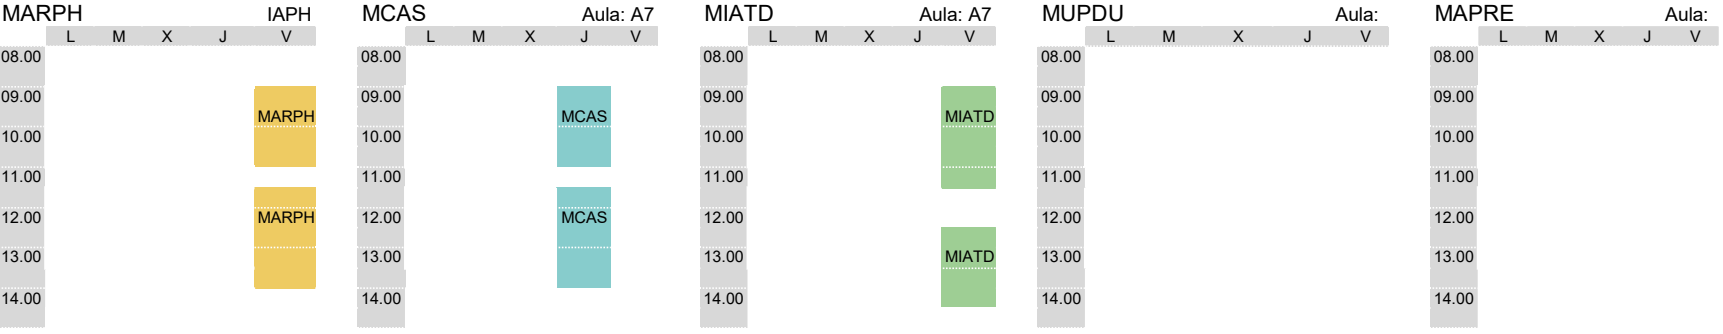 MARPH IAPH MCAS Aula: A7 MIATD Aula: A7 MUPDU Aula: MAPRE Aula:
L M X J V L M X J V L M X J V L M X J V L M X J V
08.00 08.00 08.00 08.00 08.00
09.00 09.00 09.00 09.00 09.00
MARPH MCAS MIATD
10.00 10.00 10.00 10.00 10.00
11.00 11.00 11.00 11.00 11.00
12.00 MARPH 12.00 MCAS 12.00 12.00 12.00
13.00 13.00 13.00 MIATD 13.00 13.00
14.00 14.00 14.00 14.00 14.00